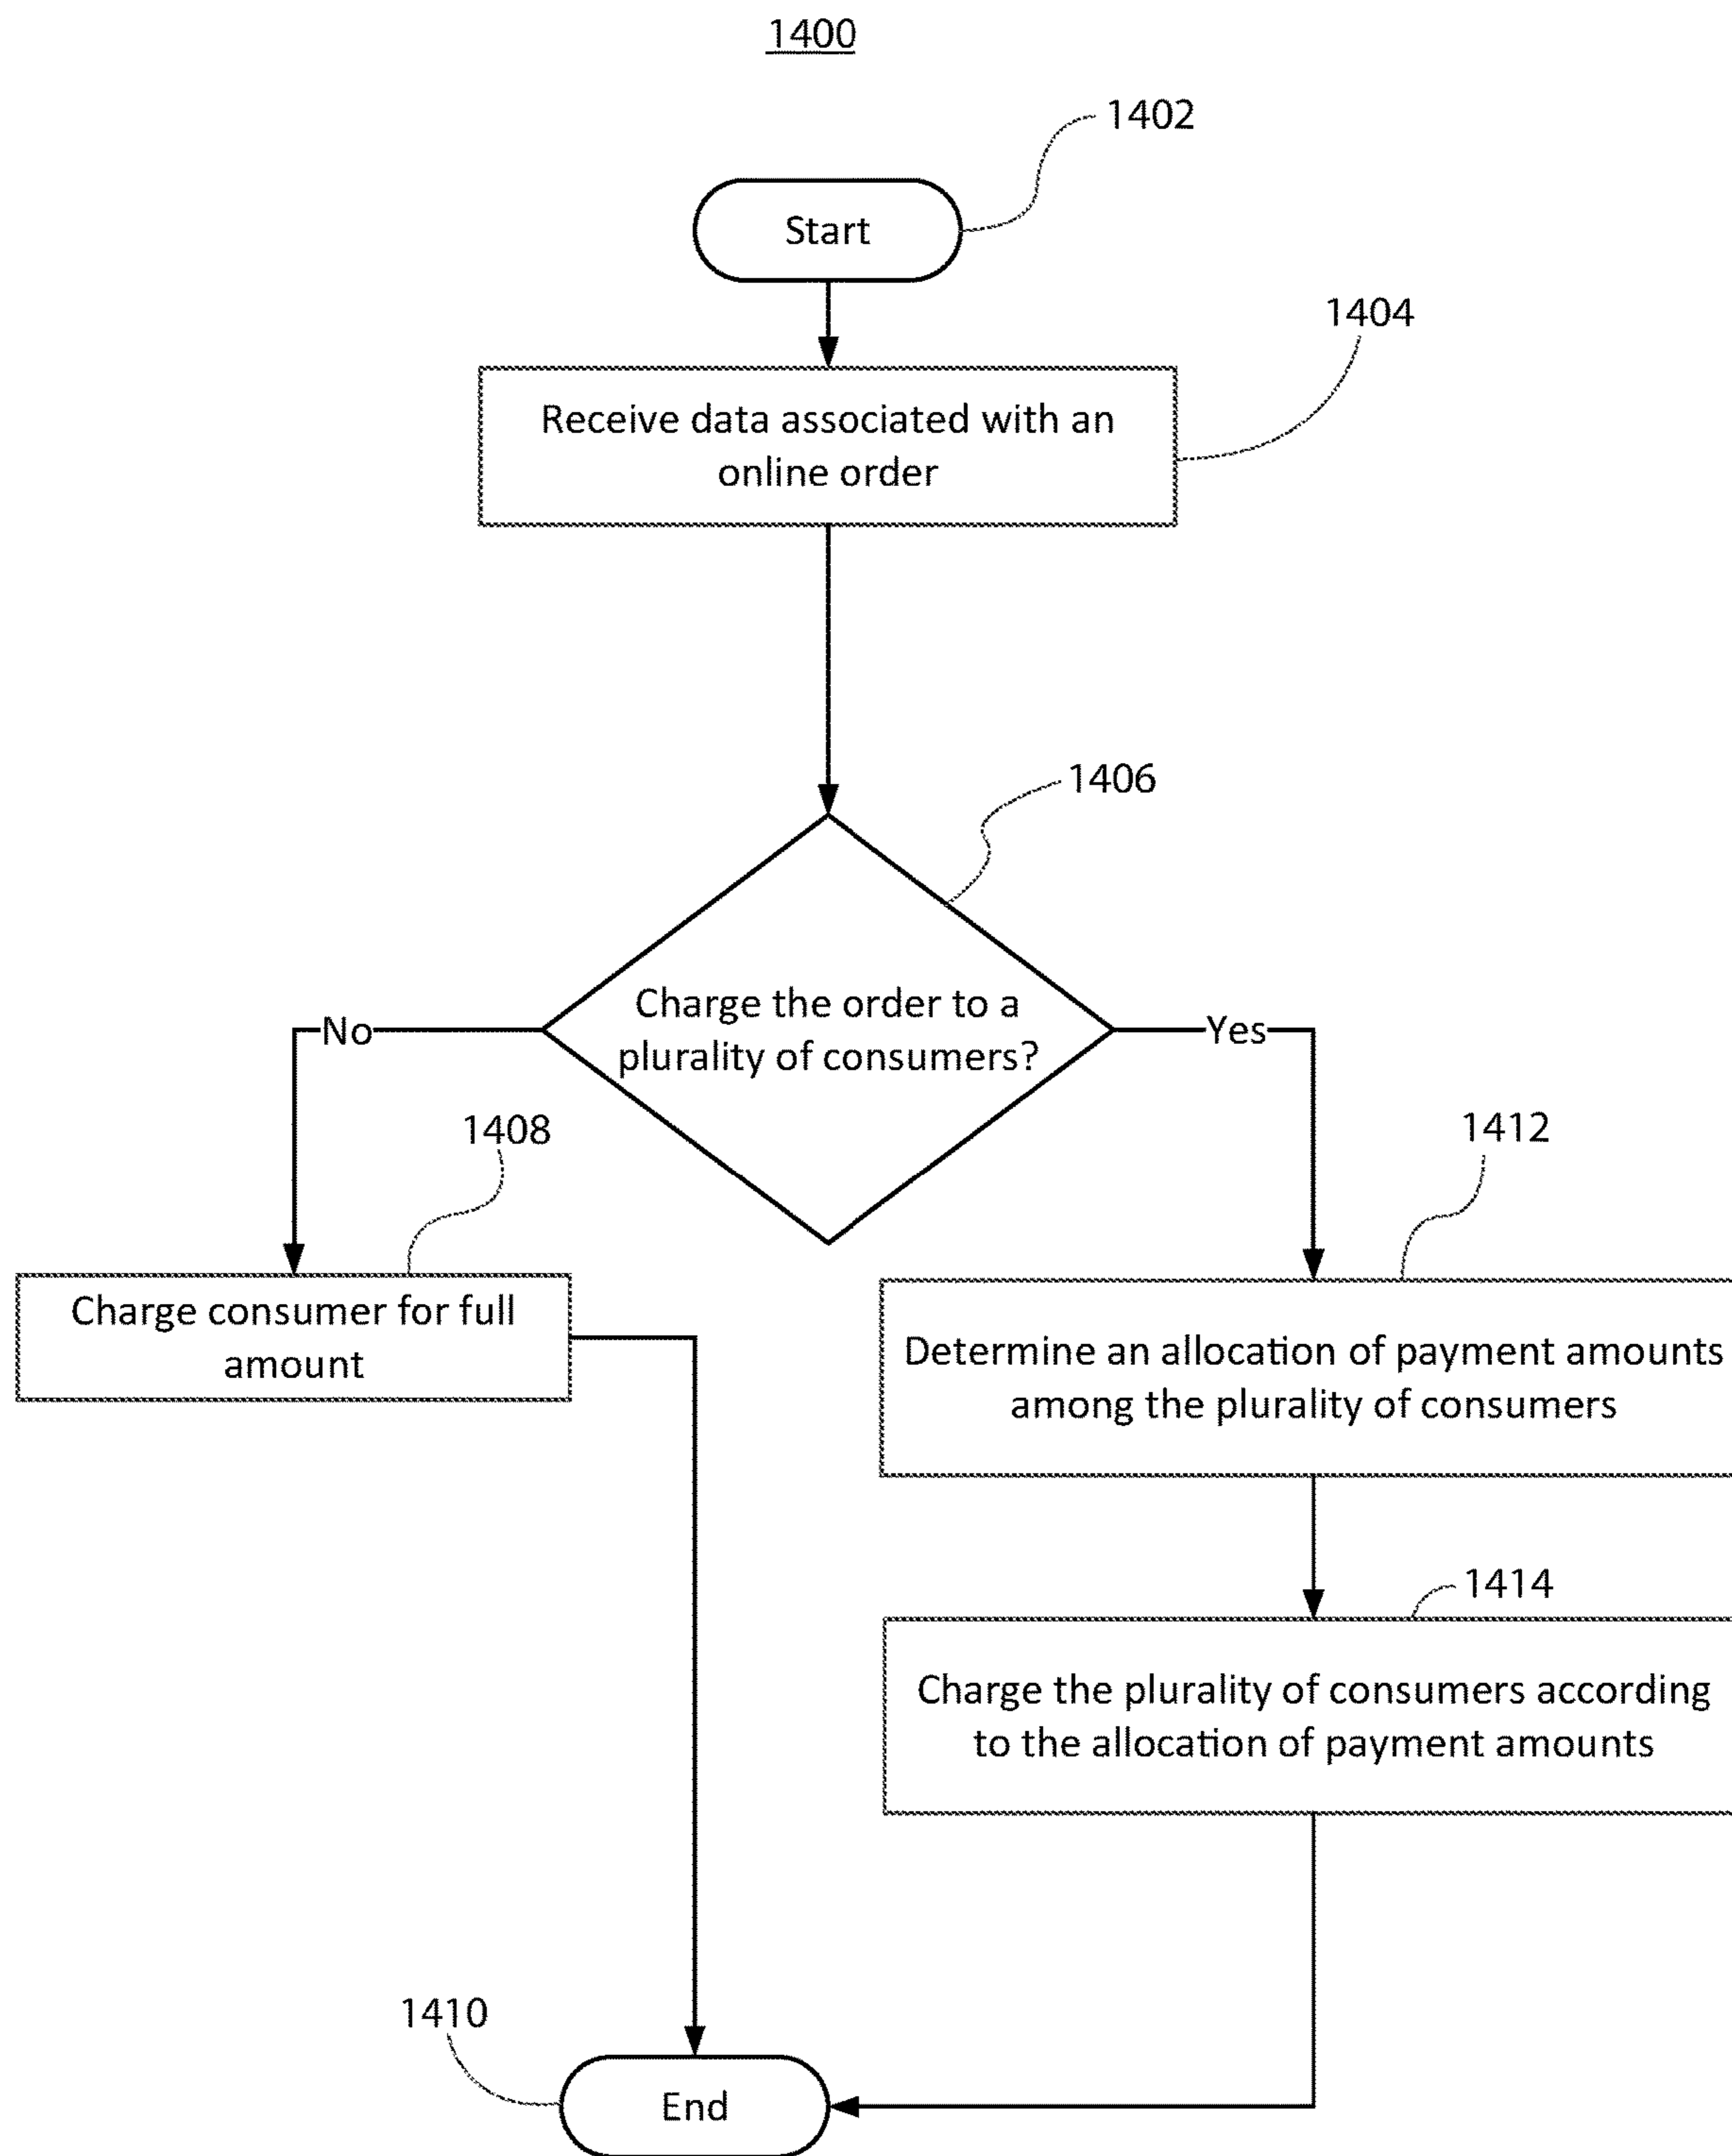 1400
1402
Start
1404
Receive data associated with an
online order
1406
Charge the order to a
plurality of consumers?
No
Yes
1408
Charge consumer for full
amount
1412
Determine an allocation of payment amounts
among the plurality of consumers
1414
Charge the plurality of consumers according
to the allocation of payment amounts
1410
End